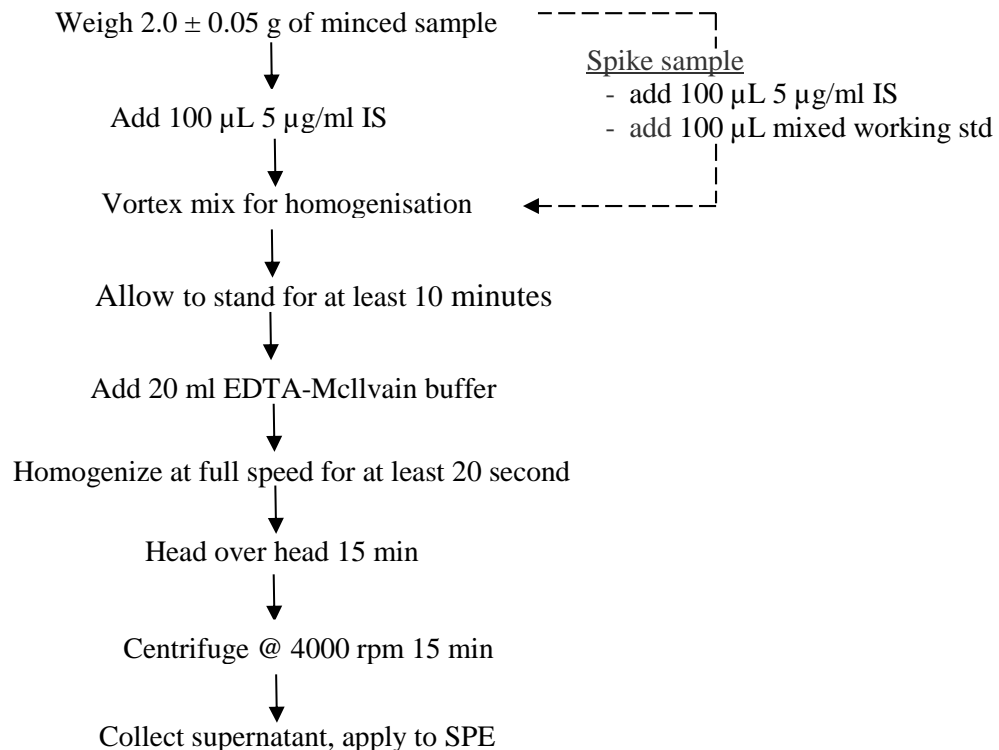 Weigh 2.0 ± 0.05 g of minced sample
Spike sample
- add 100 µL 5 µg/ml IS
- add 100 µL mixed working std
Add 100 µL 5 µg/ml IS
Vortex mix for homogenisation
Allow to stand for at least 10 minutes
Add 20 ml EDTA-McIlvain buffer
Homogenize at full speed for at least 20 second
Head over head 15 min
Centrifuge @ 4000 rpm 15 min
Collect supernatant, apply to SPE